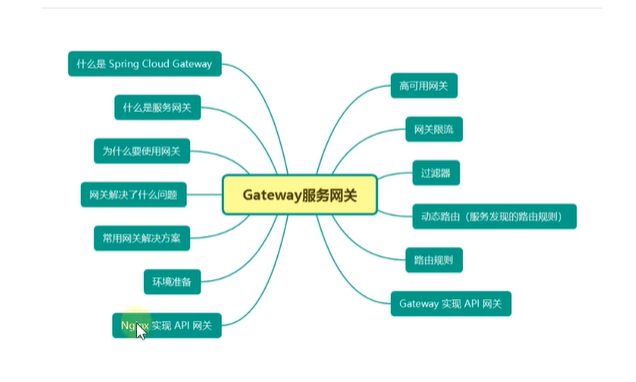 什么是 Spring Cloud Gateway
什么是服务网关
为什么要使用网关
网关解决了什么问题
常用网关解决方案
环境准备
Nginx 实现 API 网关
Gateway服务网关
高可用网关
网关限流
过滤器
动态路由（服务发现的路由规则）
路由规则
Gateway 实现 API 网关